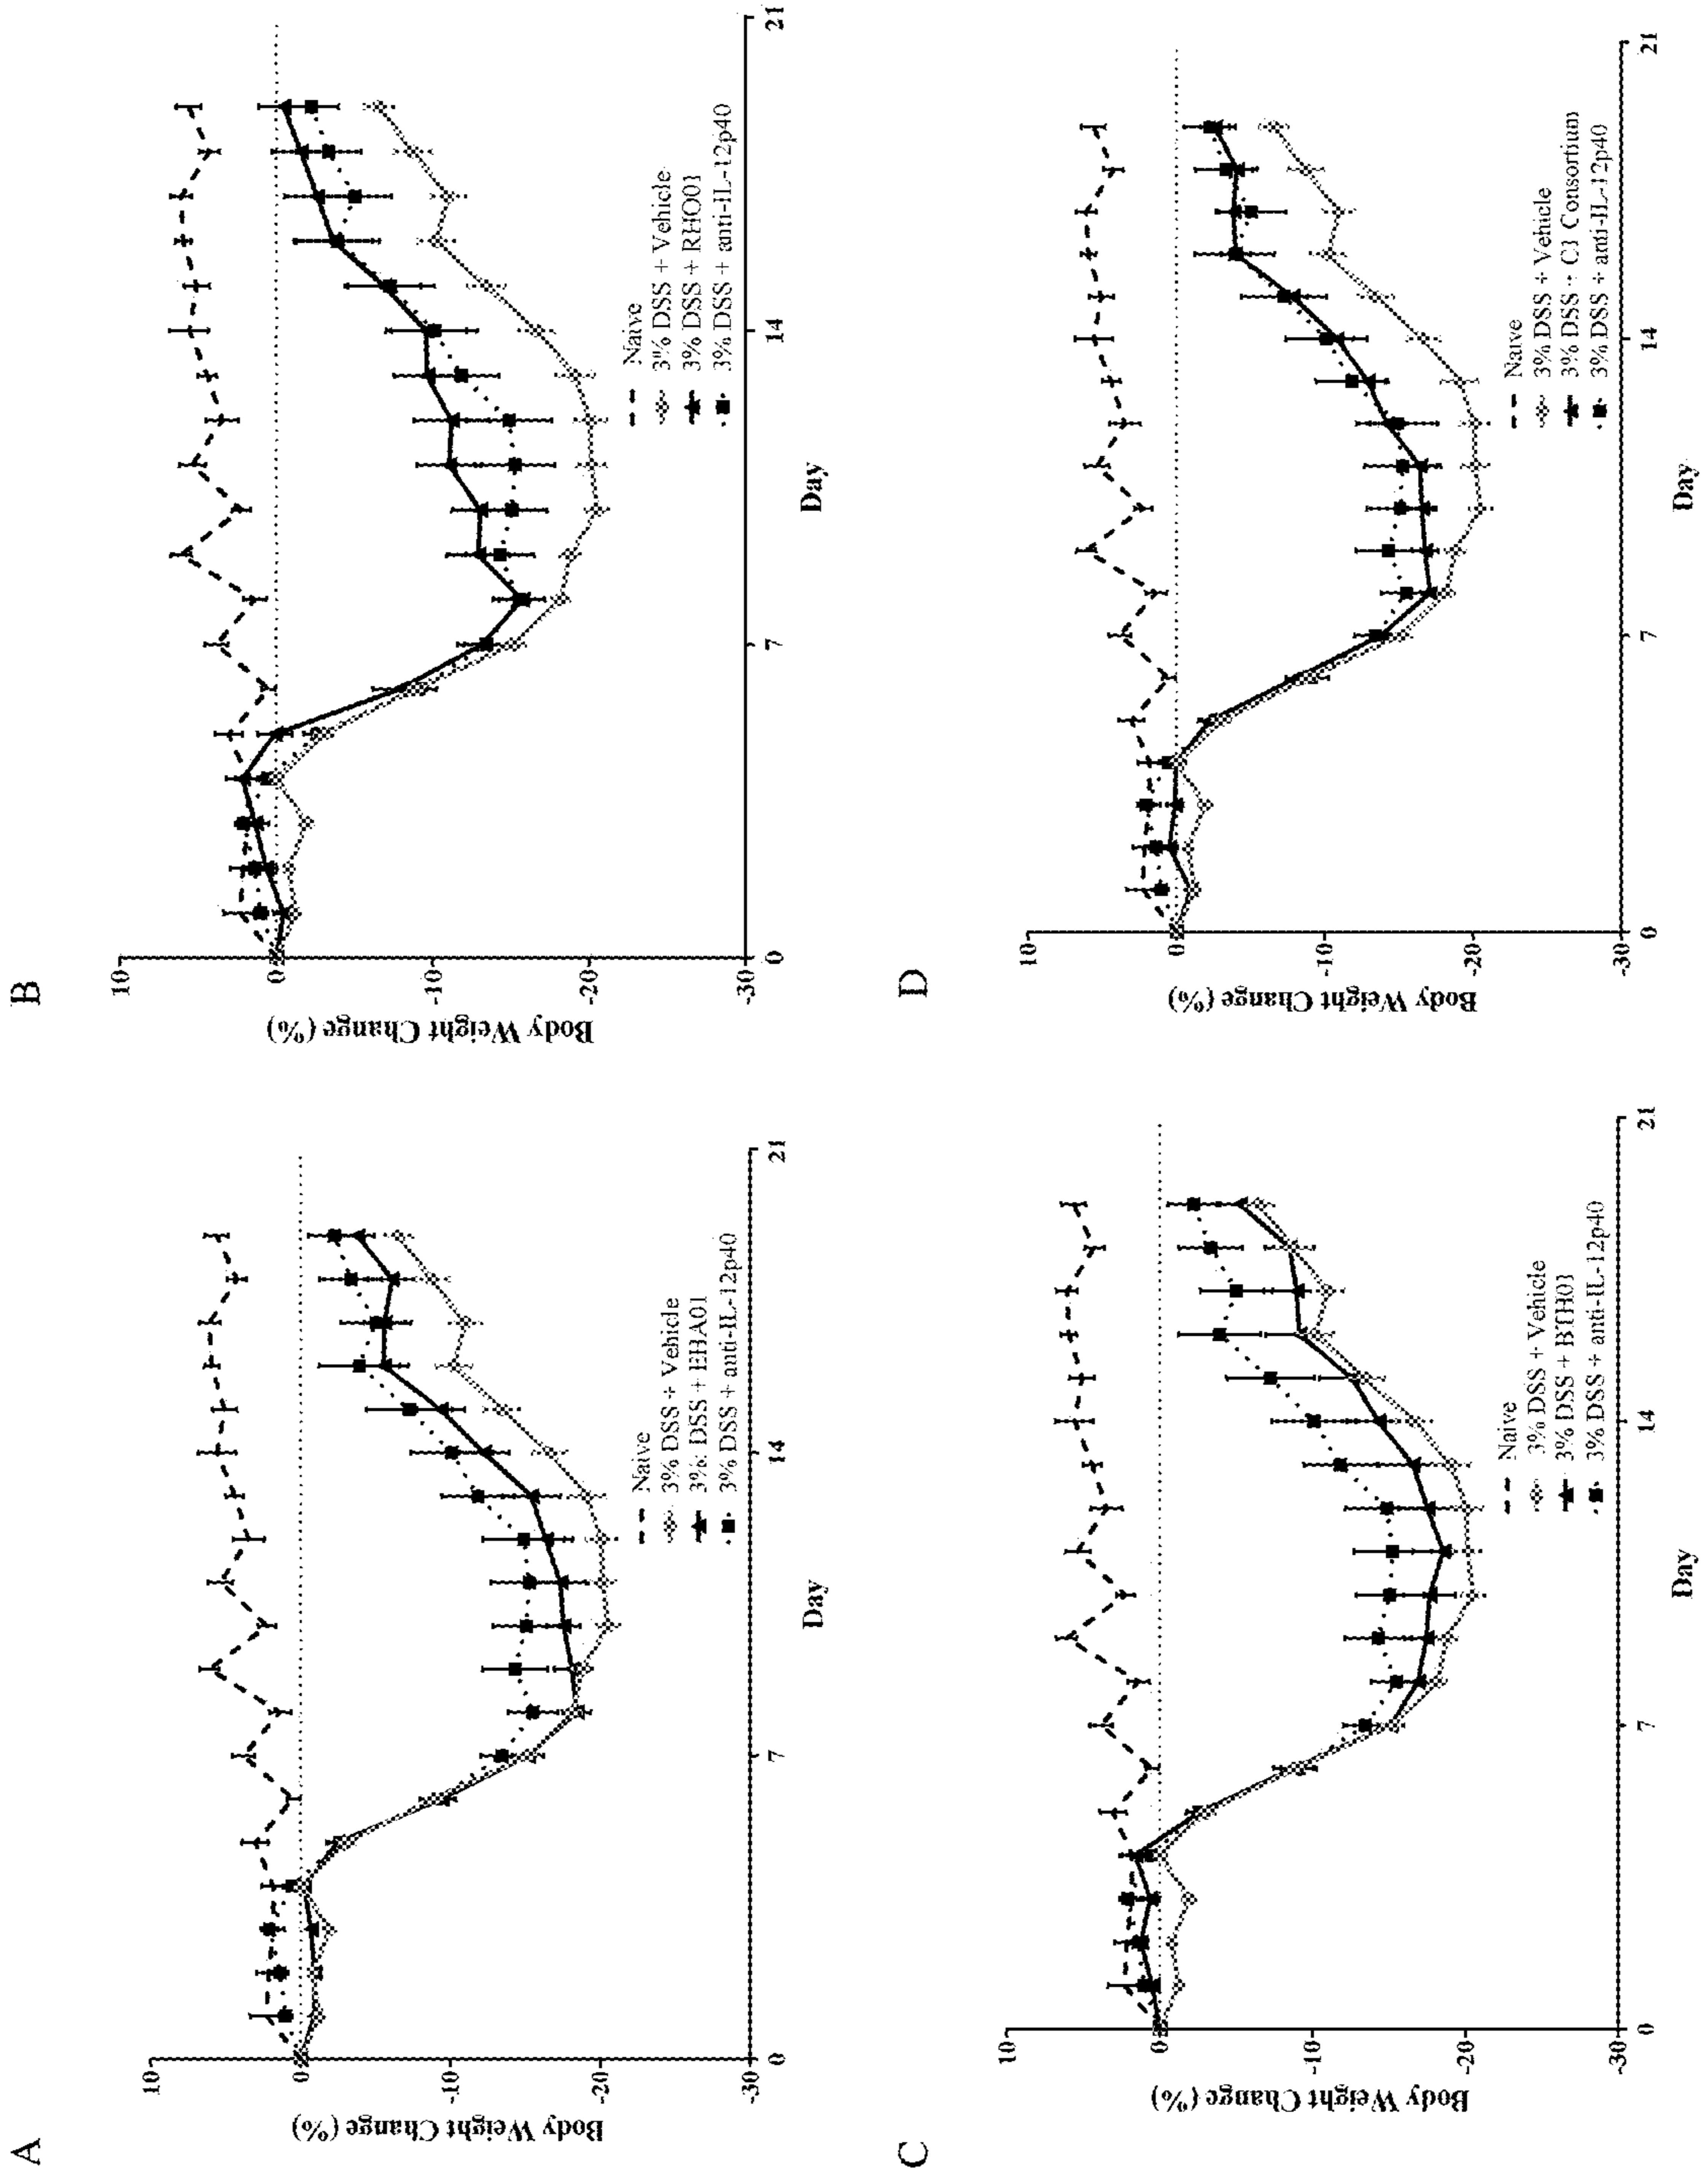 A
Body Weight Change (%)
10
0
-10
-20
-30
0
7
14
21
Day
Naive
3% DSS + Vehicle
3% DSS + EHA01
3% DSS + anti-IL-12p40
B
Body Weight Change (%)
10
0
-10
-20
-30
0
7
14
21
Day
Naive
3% DSS + Vehicle
3% DSS + RHO01
3% DSS + anti-IL-12p40
C
Body Weight Change (%)
10
0
-10
-20
-30
0
7
14
21
Day
Naive
3% DSS + Vehicle
3% DSS + BTH03
3% DSS + anti-IL-12p40
D
Body Weight Change (%)
10
0
-10
-20
-30
0
7
14
21
Day
Naive
3% DSS + Vehicle
3% DSS + C3 Consortium
3% DSS + anti-IL-12p40